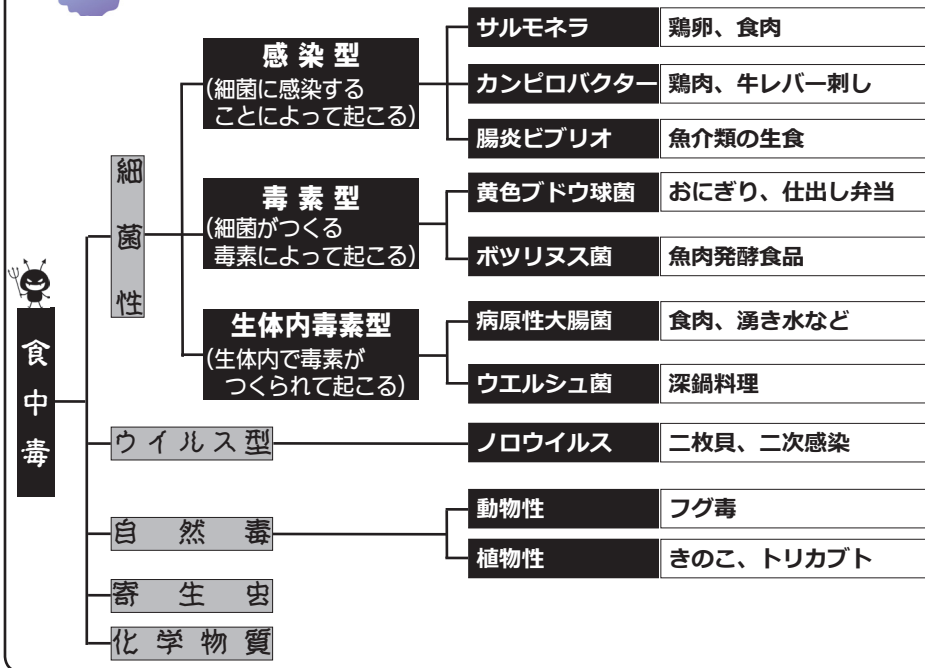 食中毒
細菌性
感染型
(細菌に感染する
ことによって起こる)
サルモネラ
鶏卵、食肉
カンピロバクター
鶏肉、牛レバー刺し
腸炎ビブリオ
魚介類の生食
毒素型
(細菌がつくる
毒素によって起こる)
黄色ブドウ球菌
おにぎり、仕出し弁当
ボツリヌス菌
魚肉発酵食品
生体内毒素型
(生体内で毒素が
つくられて起こる)
病原性大腸菌
食肉、湧き水など
ウエルシュ菌
深鍋料理
ウイルス型
ノロウイルス
二枚貝、二次感染
自然毒
動物性
フグ毒
植物性
きのこ、トリカブト
寄生虫
化学物質